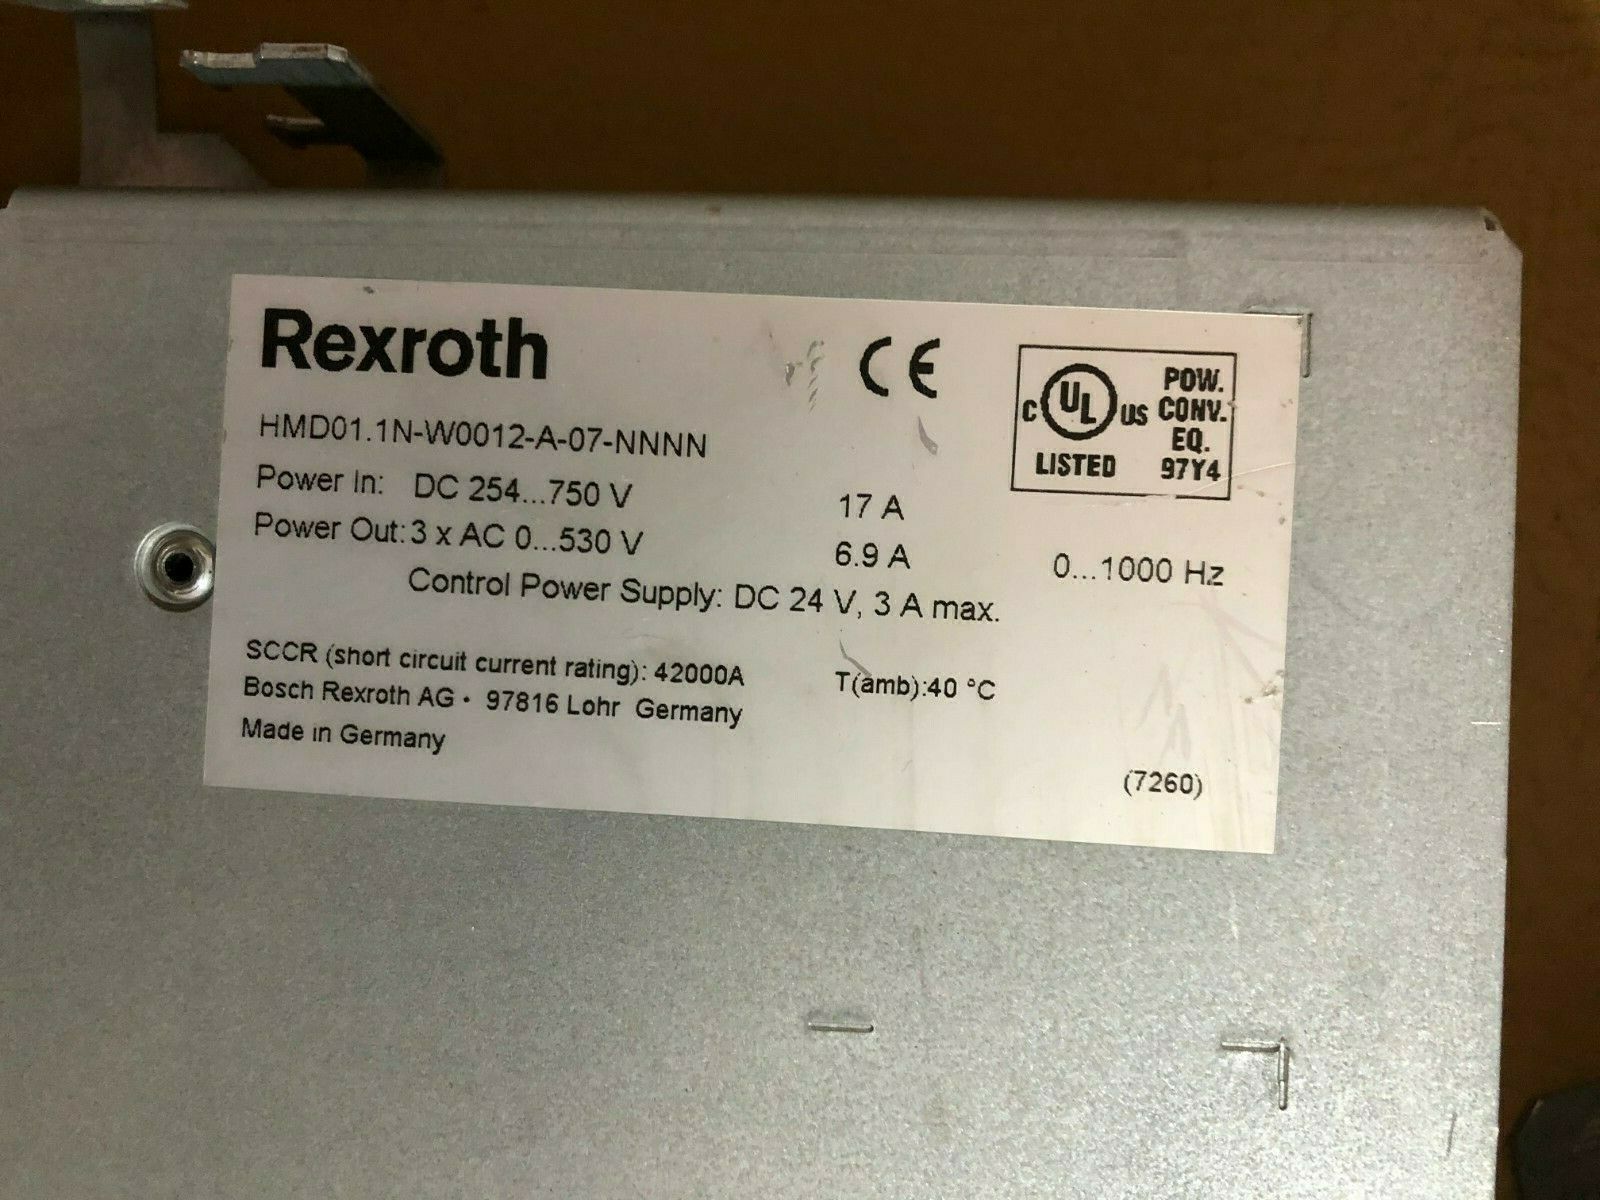 Rexroth
CE
C UL US
LISTED
POW.
CONV.
EQ.
97Y4
HMD01.1N-W0012-A-07-NNNN
Power In: DC 254...750 V 17 A
Power Out: 3 x AC 0...530 V 6.9 A 0...1000 Hz
Control Power Supply: DC 24 V, 3 A max.
SCCR (short circuit current rating): 42000A T(amb):40 °C
Bosch Rexroth AG • 97816 Lohr Germany
Made in Germany
(7260)